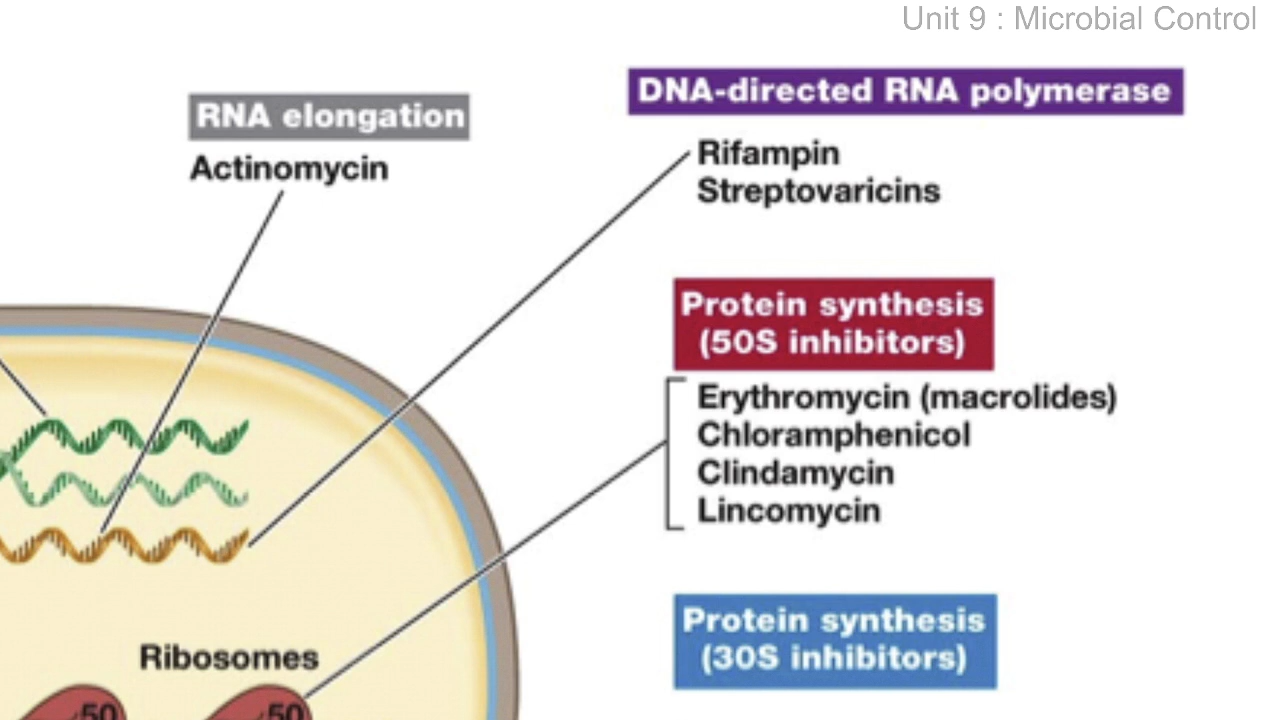 Unit 9 : Microbial Control
RNA elongation
Actinomycin
DNA-directed RNA polymerase
Rifampin
Streptovaricins
Protein synthesis
(50S inhibitors)
Erythromycin (macrolides)
Chloramphenicol
Clindamycin
Lincomycin
Protein synthesis
(30S inhibitors)
Ribosomes
50
50